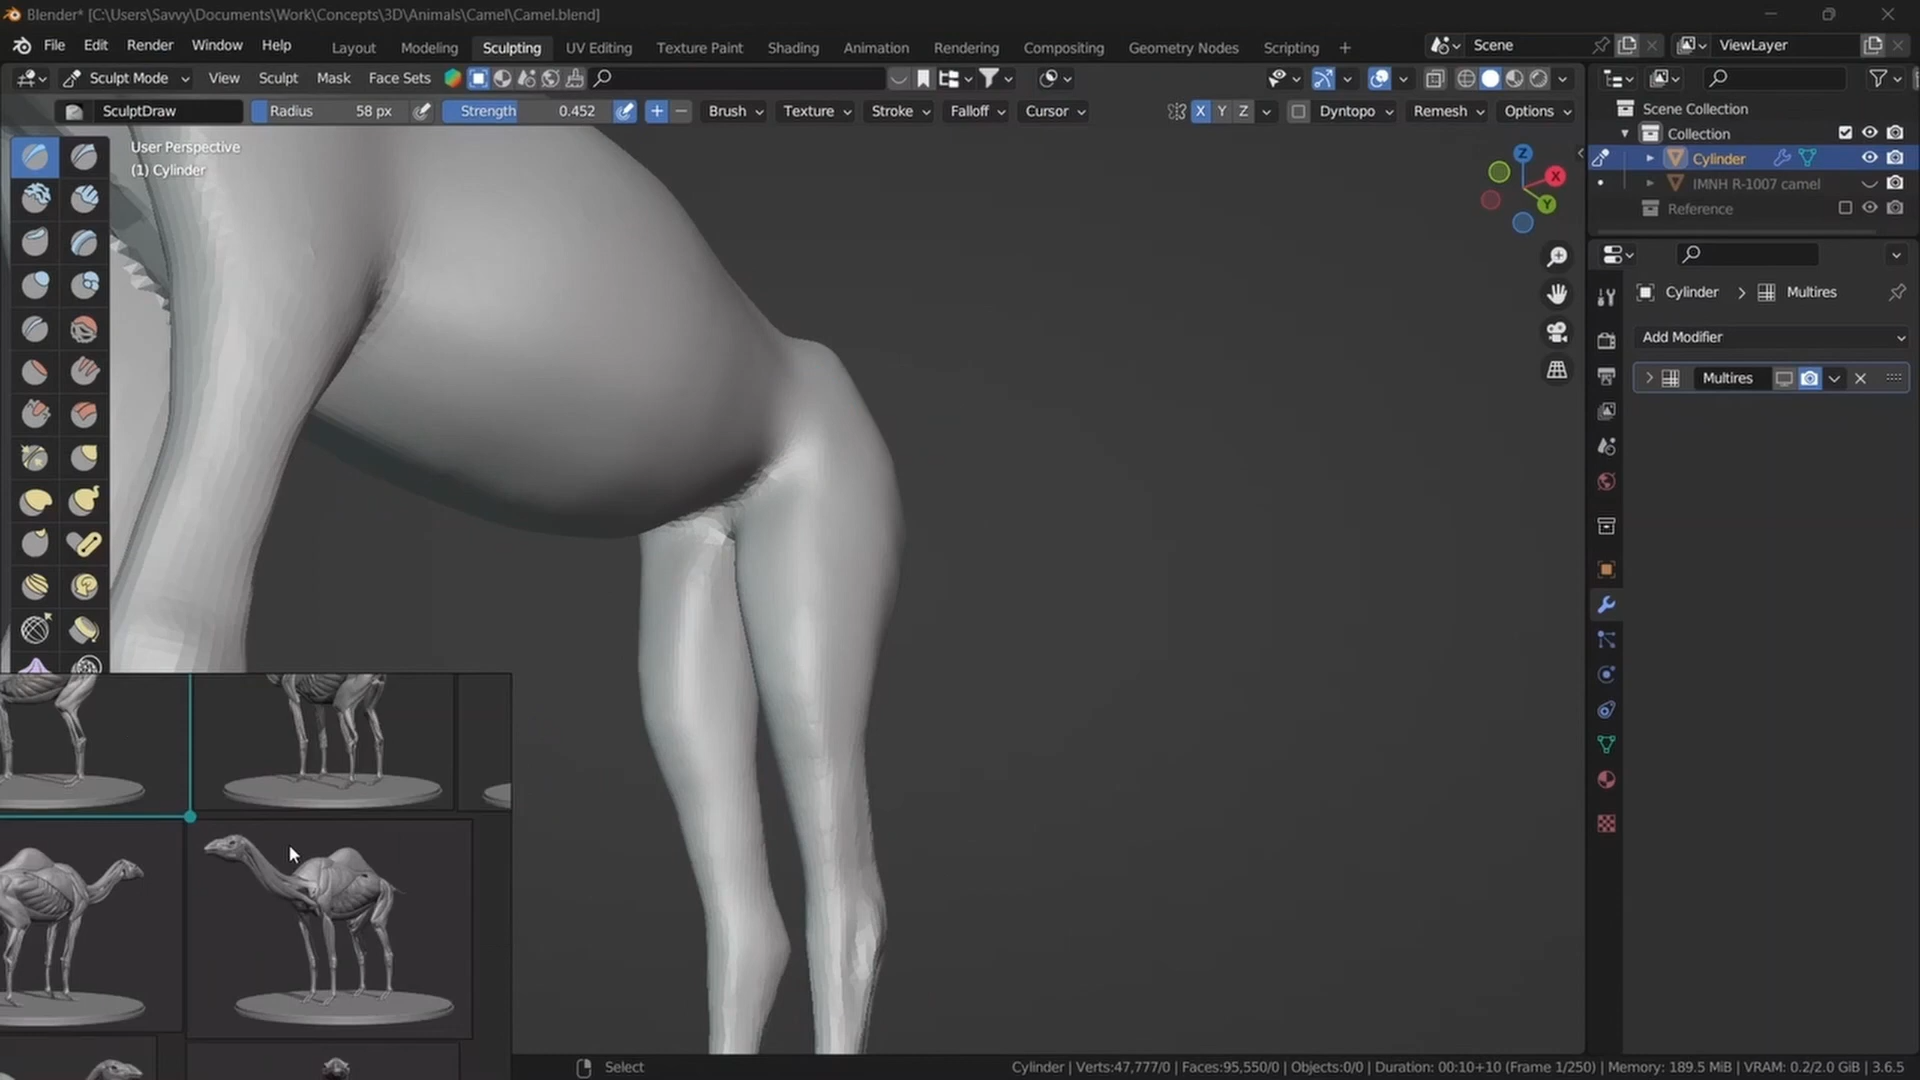 Blender* [C:\Users\Savvy\Documents\Work\Concepts\3D\Animals\Camel\Camel.blend]
File Edit Render Window Help Layout Modeling Sculpting UV Editing Texture Paint Shading Animation Rendering Compositing Geometry Nodes Scripting + Scene ViewLayer
Sculpt Mode View Sculpt Mask Face Sets
SculptDraw Radius 58 px Strength 0.452 Brush Texture Stroke Falloff Cursor X Y Z Dyntopo Remesh Options
Scene Collection
Collection
Cylinder
IMNH R-1007 camel
Reference
User Perspective
(1) Cylinder
Z
X
Y
Cylinder > Multires
Add Modifier
Multires
Select
Cylinder | Verts:47,777/0 | Faces:95,550/0 | Objects:0/0 | Duration: 00:10+10 (Frame 1/250) | Memory: 189.5 MiB | VRAM: 0.2/2.0 GiB | 3.6.5